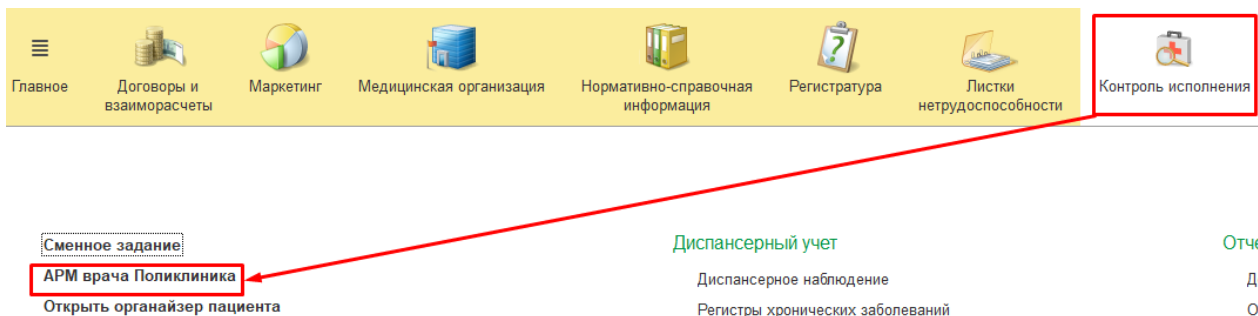 Главное
Договоры и
взаиморасчеты
Маркетинг
Медицинская организация
Нормативно-справочная
информация
Регистратура
Листки
нетрудоспособности
Контроль исполнения
Сменное задание
АРМ врача Поликлиника
Открыть органайзер пациента
Диспансерный учет
Диспансерное наблюдение
Регистры хронических заболеваний
Отче
Д
О